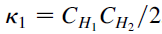 κ₁ = C_{H₁} C_{H₂} / 2